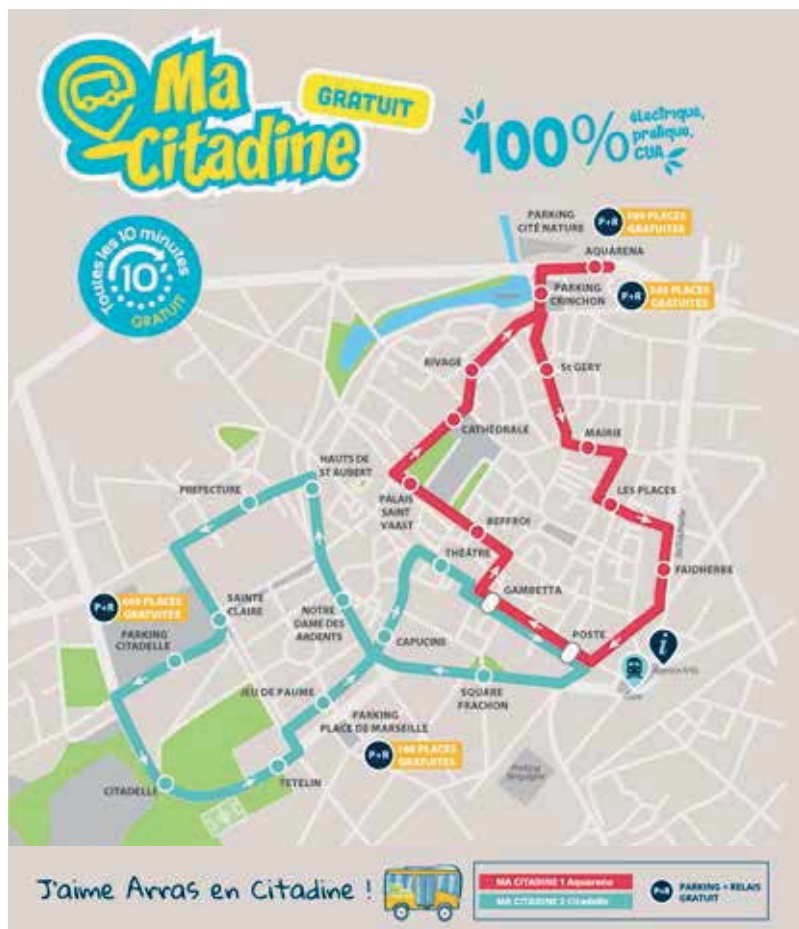 Ma
Citadine
GRATUIT
100%
électrique,
pratique,
CUA
Toutes les 10 minutes
10
GRATUIT
PARKING
CITÉ NATURE
P+R
PLACES
GRATUITES
AQUARENA
PARKING
CRINCHON
P+R
PLACES
GRATUITES
RIVAGE
St GERY
CATHÉDRALE
MAIRIE
HAUTS DE
ST AUBERT
PREFECTURE
PALAIS
SAINT
VAAST
LES PLACES
BEFFROI
THÉATRE
FAIDHERBE
GAMBETTA
P+R
PLACES
GRATUITES
PARKING
CITADELLE
SAINTE
CLAIRE
NOTRE
DAME DES
ARDENTS
CAPUCINE
POSTE
i
Gare
JEU DE PAUME
SQUARE
FRACHON
PARKING
PLACE DE MARSEILLE
P+R
PLACES
GRATUITES
CITADELLE
TETELIN
Parking
J'aime Arras en Citadine !
MA CITADINE 1 Aquarena
MA CITADINE 2 Citadelle
P+R
PARKING + RELAIS
GRATUIT